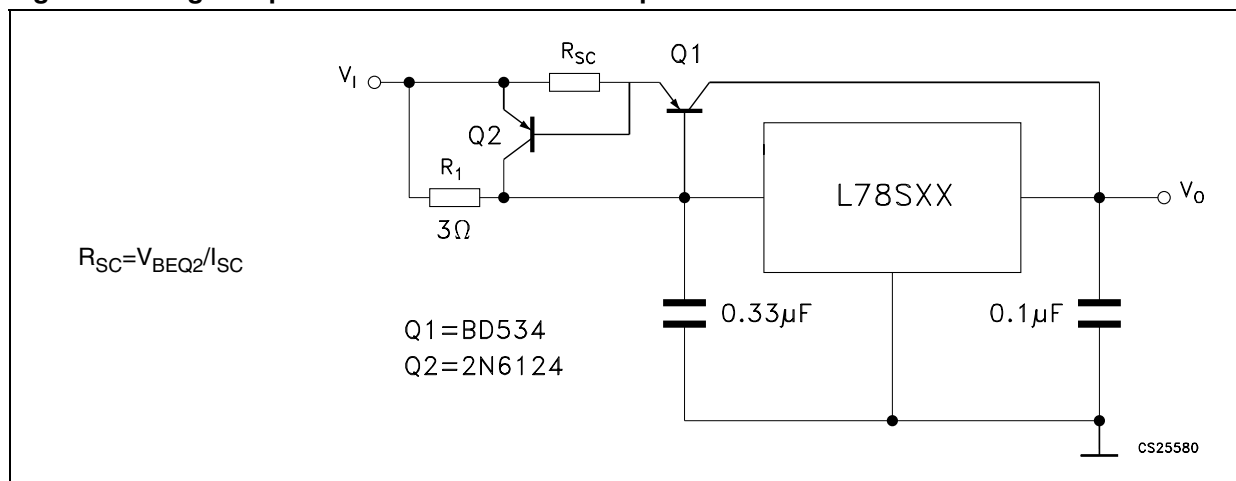 R_SC
Q1
V_I
Q2
R_1
3Ω
L78SXX
V_O
R_SC=V_BEQ2/I_SC
0.33µF
0.1µF
Q1=BD534
Q2=2N6124
CS25580